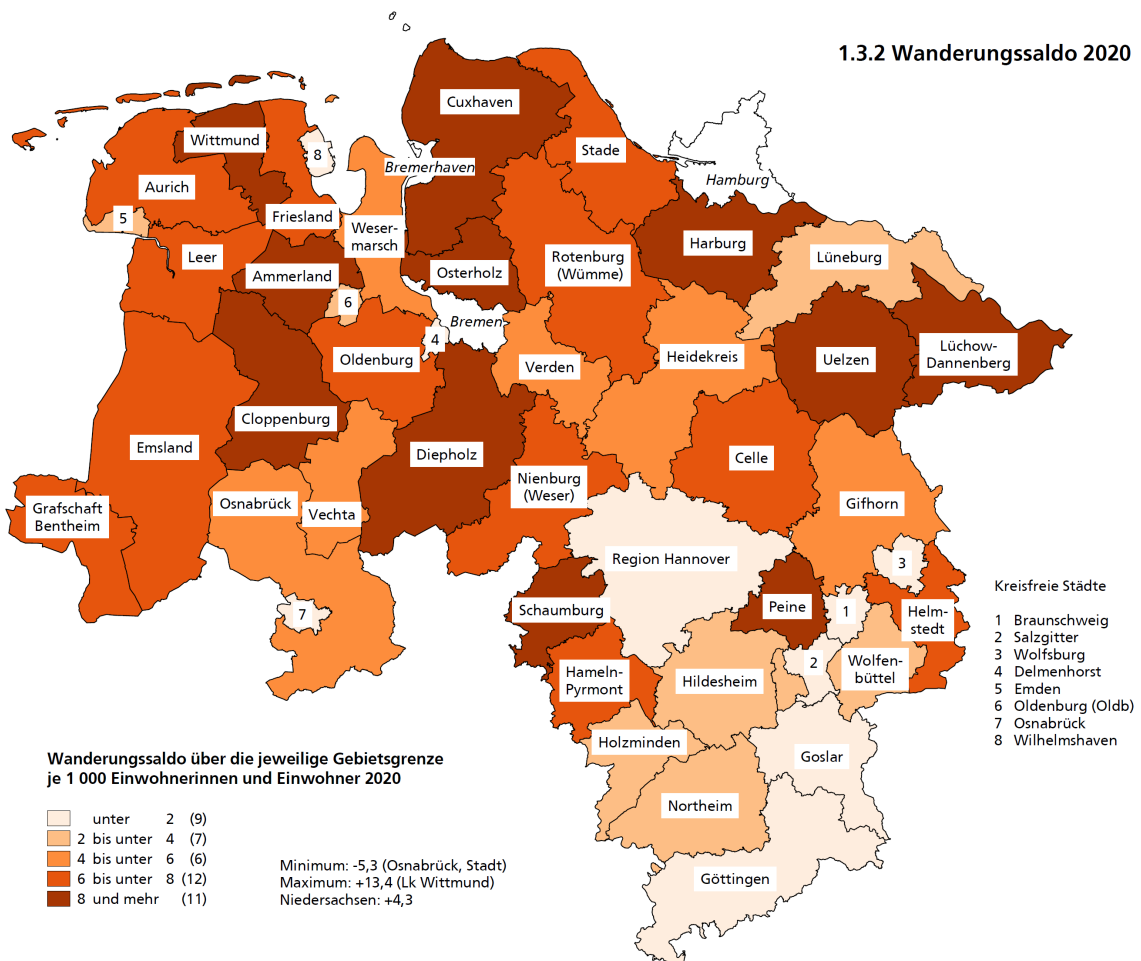 1.3.2 Wanderungssaldo 2020
Cuxhaven
Wittmund
Stade
8
Bremerhaven
Hamburg
Aurich
5
Friesland
Weser-
marsch
Harburg
Leer
Rotenburg
(Wümme)
Lüneburg
Ammerland
Osterholz
6
Bremen
4
Oldenburg
Verden
Heidekreis
Uelzen
Lüchow-
Dannenberg
Cloppenburg
Emsland
Diepholz
Celle
Nienburg
(Weser)
Osnabrück
Gifhorn
Grafschaft
Bentheim
Vechta
Region Hannover
3
Schaumburg
Peine
1
Helm-
stedt
7
2
Wolfen-
büttel
Hameln-
Pyrmont
Hildesheim
Holzminden
Goslar
Northeim
Göttingen
Kreisfreie Städte
1 Braunschweig
2 Salzgitter
3 Wolfsburg
4 Delmenhorst
5 Emden
6 Oldenburg (Oldb)
7 Osnabrück
8 Wilhelmshaven
Wanderungssaldo über die jeweilige Gebietsgrenze
je 1 000 Einwohnerinnen und Einwohner 2020
unter 2 (9)
2 bis unter 4 (7)
4 bis unter 6 (6)
6 bis unter 8 (12)
8 und mehr (11)
Minimum: -5,3 (Osnabrück, Stadt)
Maximum: +13,4 (Lk Wittmund)
Niedersachsen: +4,3